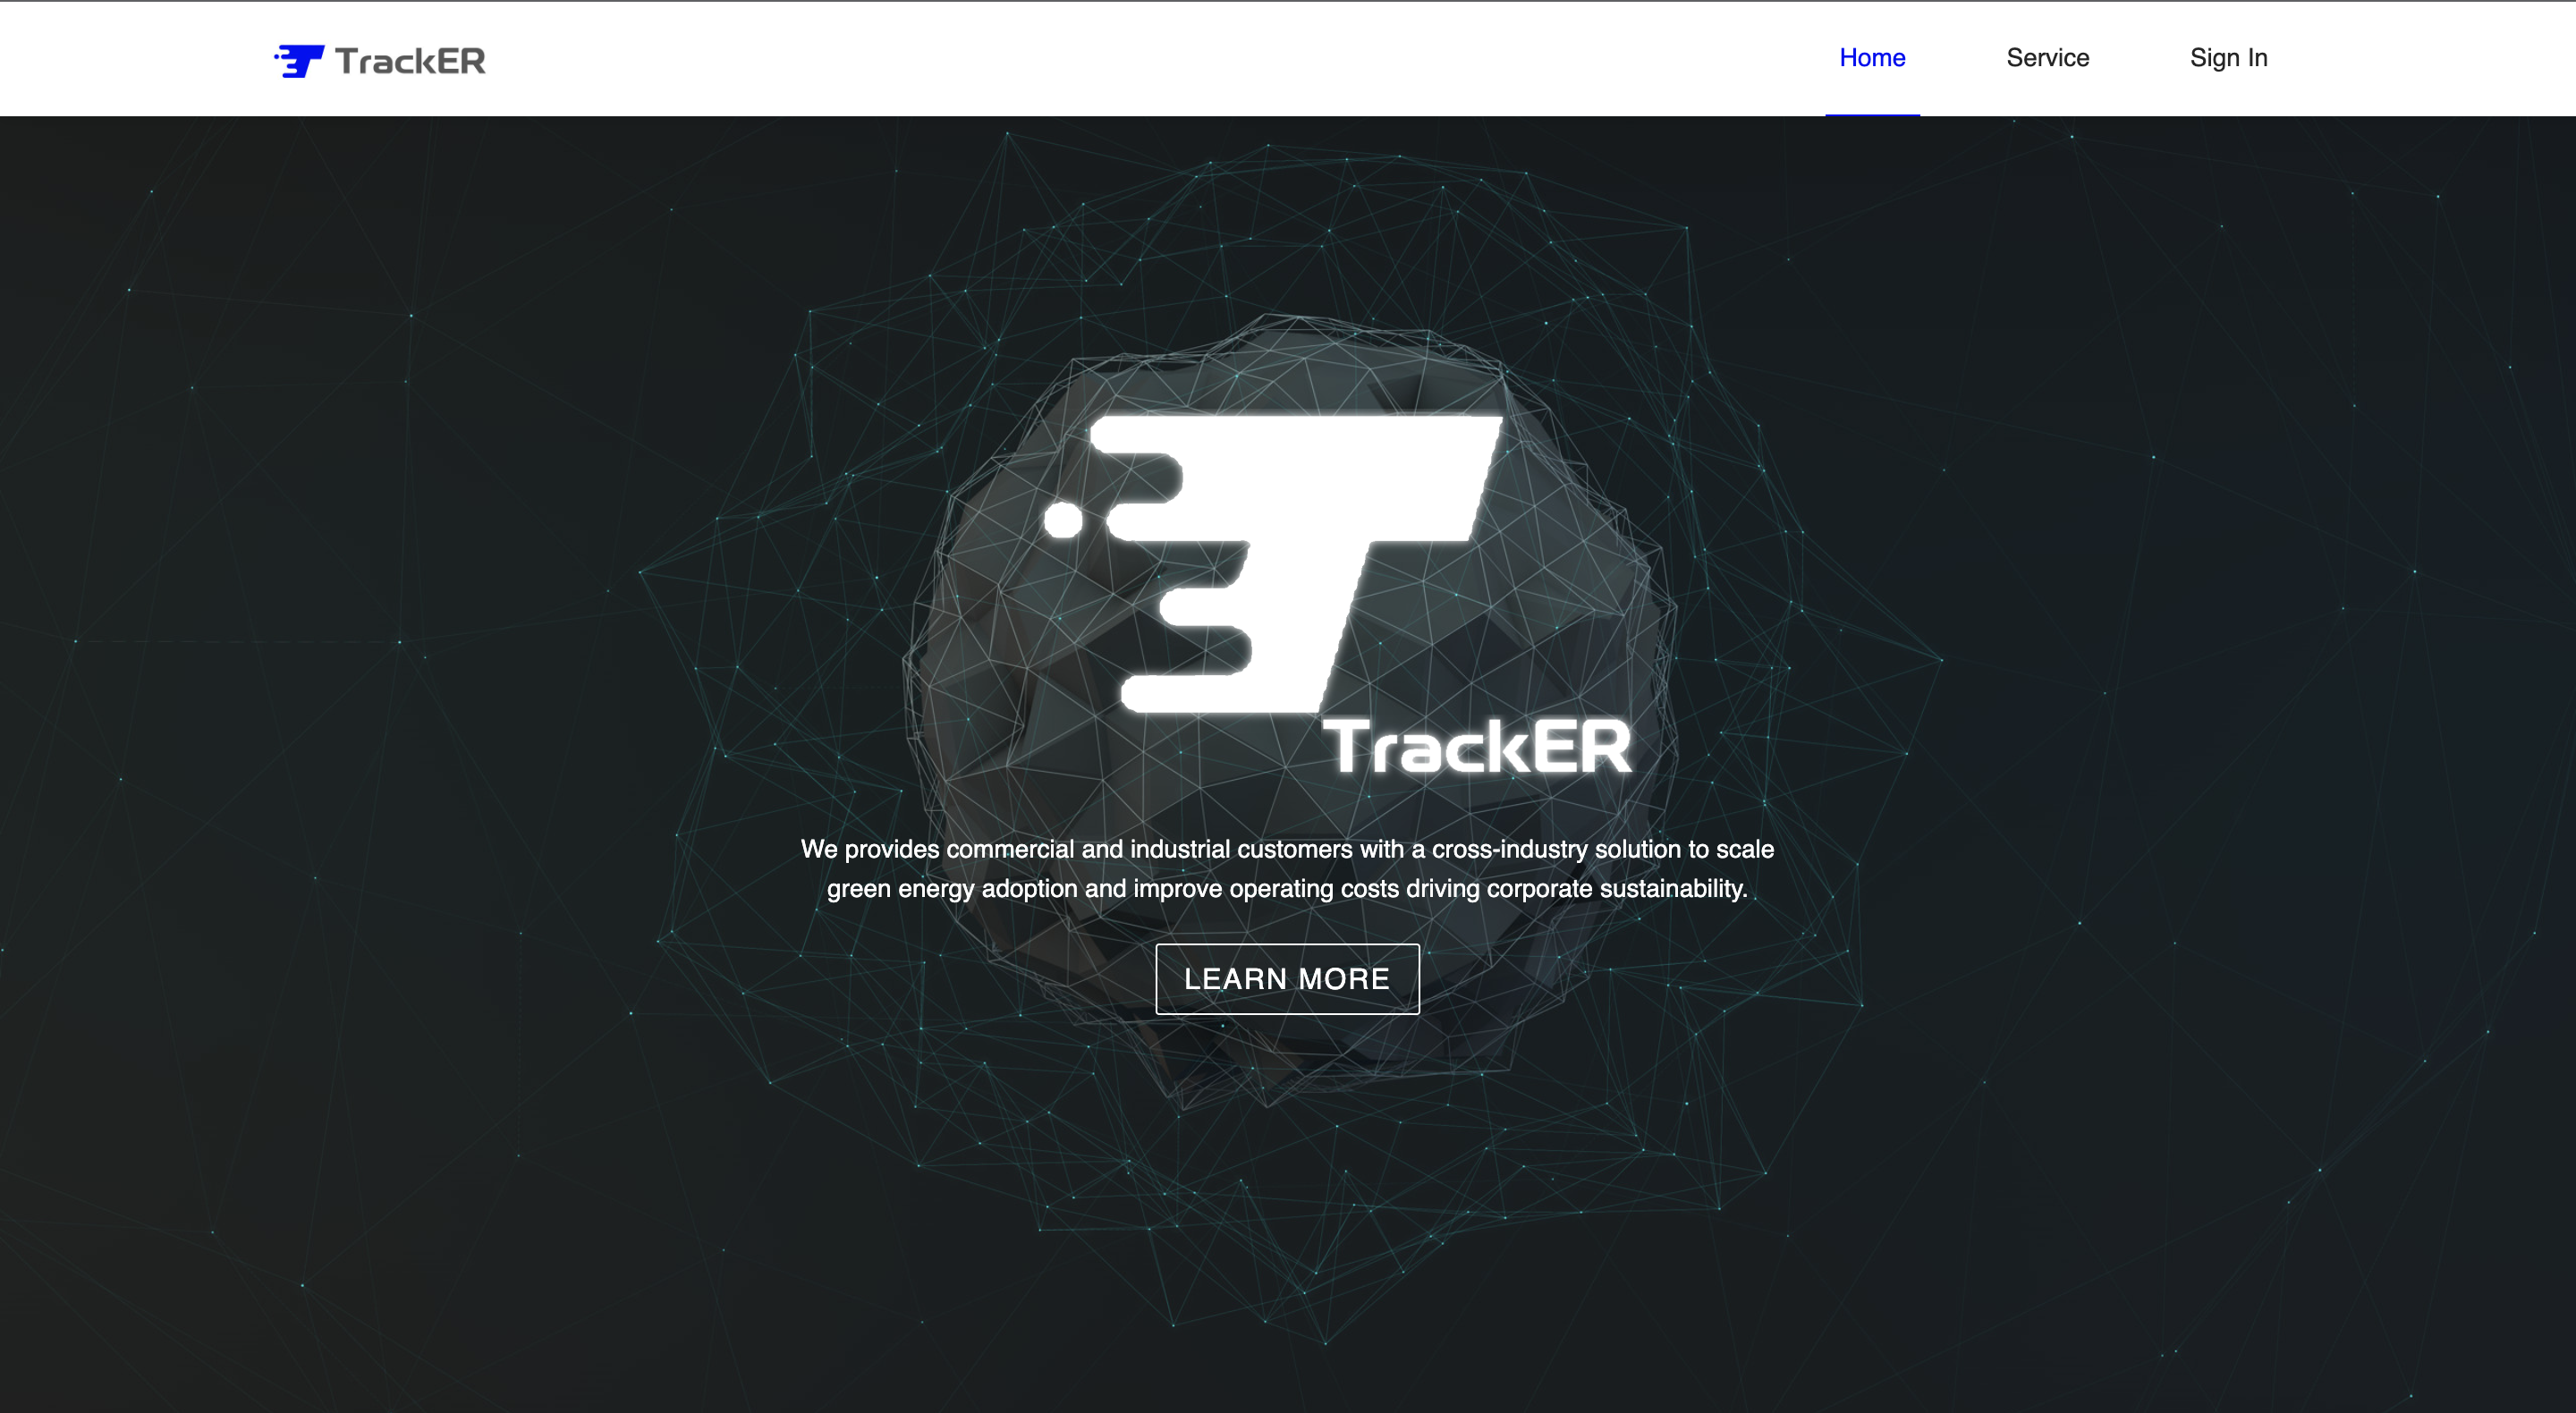 TrackER
Home
Service
Sign In
TrackER
We provides commercial and industrial customers with a cross-industry solution to scale
green energy adoption and improve operating costs driving corporate sustainability.
LEARN MORE